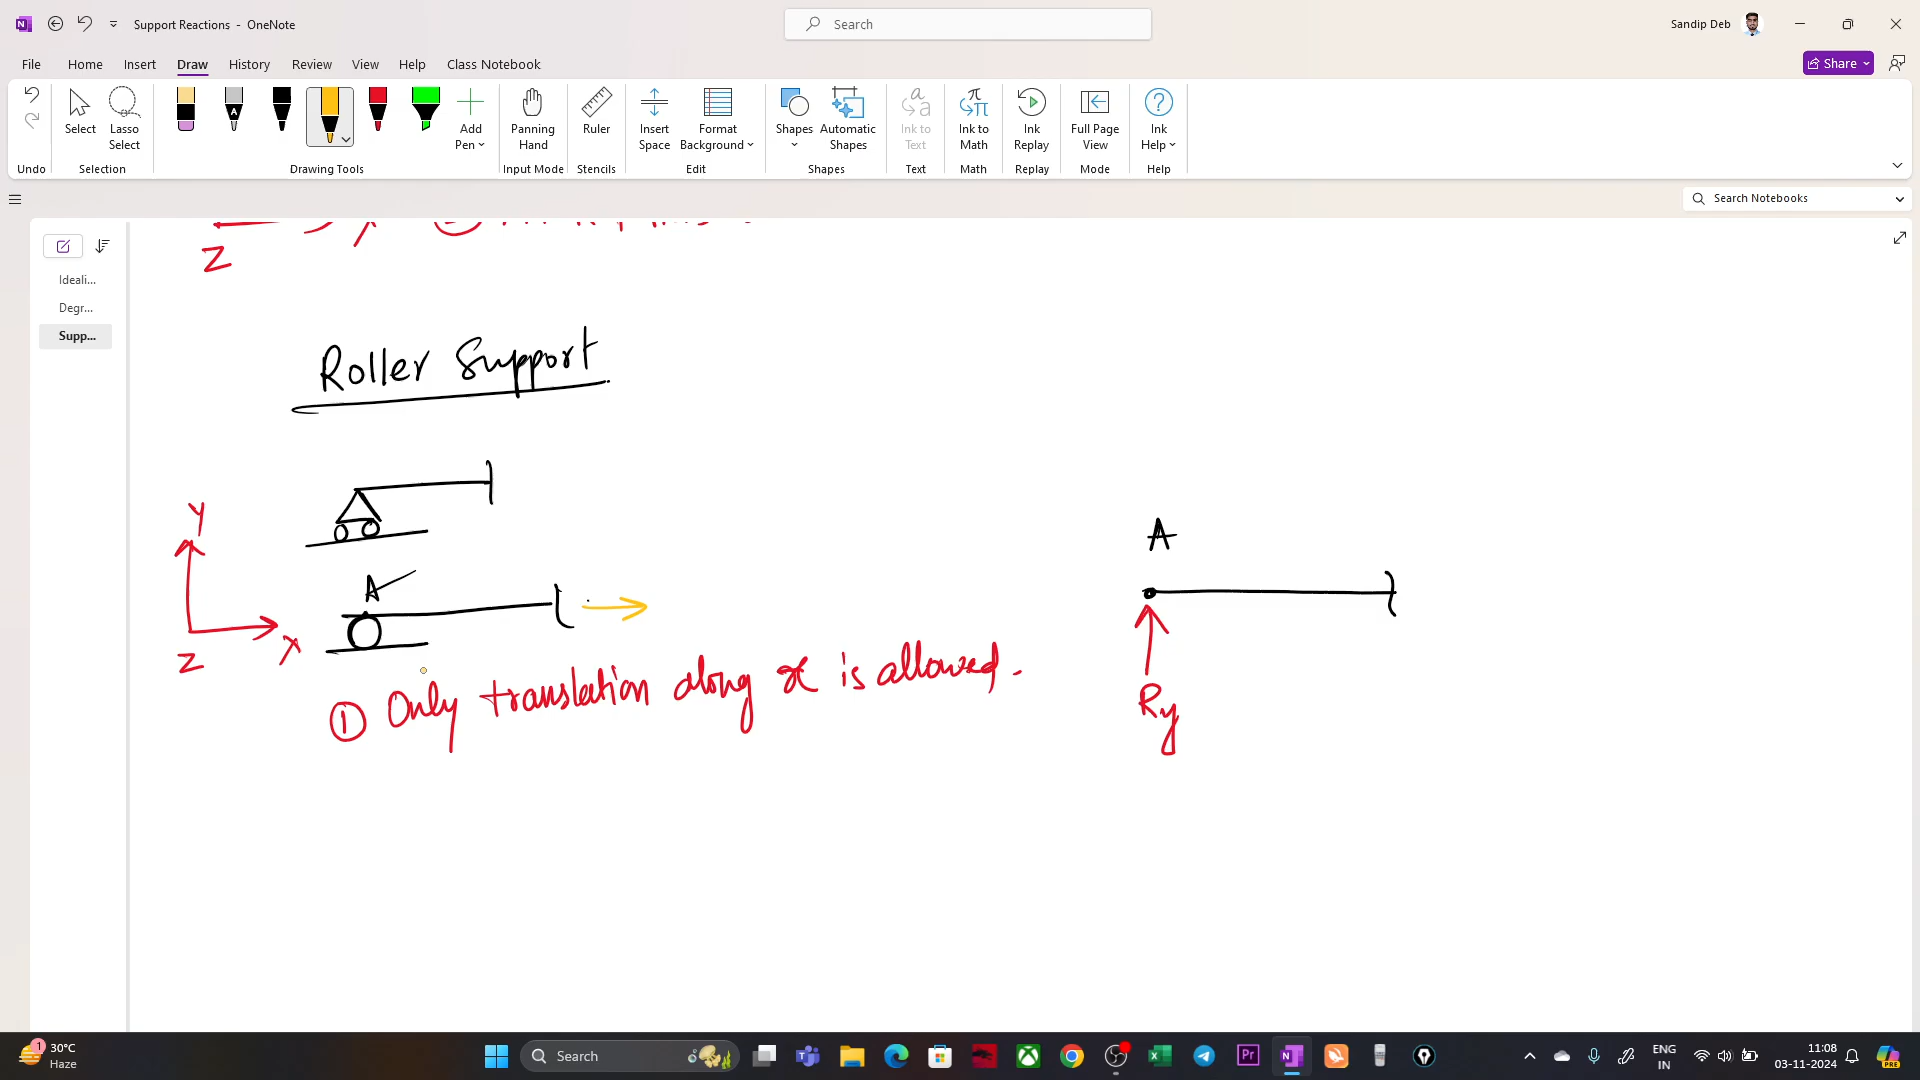 Support Reactions - OneNote
Search
Sandip Deb
File Home Insert Draw History Review View Help Class Notebook
Share
Select
Lasso Select
Add Pen
Panning Hand
Ruler
Insert Space
Format Background
Shapes
Automatic Shapes
Ink to Text
Ink to Math
Ink Replay
Full Page View
Ink Help
Undo Selection Drawing Tools Input Mode Stencils Edit Shapes Text Math Replay Mode Help
Search Notebooks
Ideali...
Degr...
Supp...
Z
Roller Support
Y
A
A
X
Z
① Only translation along x is allowed.
Ry
30°C
Haze
Search
ENG
IN
11:08
03-11-2024